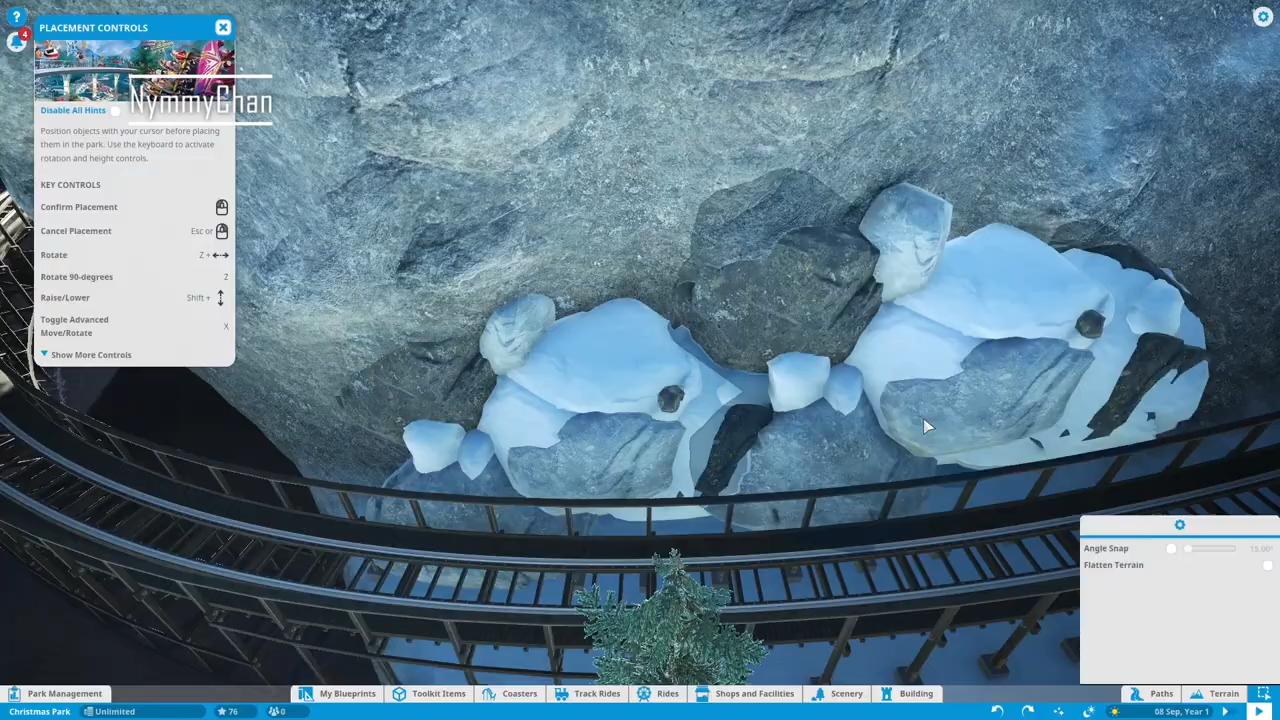 ?
PLACEMENT CONTROLS
4
NymmyChan
Disable All Hints
Position objects with your cursor before placing
them in the park. Use the keyboard to activate
rotation and height controls.
KEY CONTROLS
Confirm Placement
Cancel Placement Esc or
Rotate Z +
Rotate 90-degrees Z
Raise/Lower Shift +
Toggle Advanced
Move/Rotate X
Show More Controls
Angle Snap 15.00°
Flatten Terrain
Park Management My Blueprints Toolkit Items Coasters Track Rides Rides Shops and Facilities Scenery Building Paths Terrain
Christmas Park Unlimited 76 0 08 Sep, Year 1